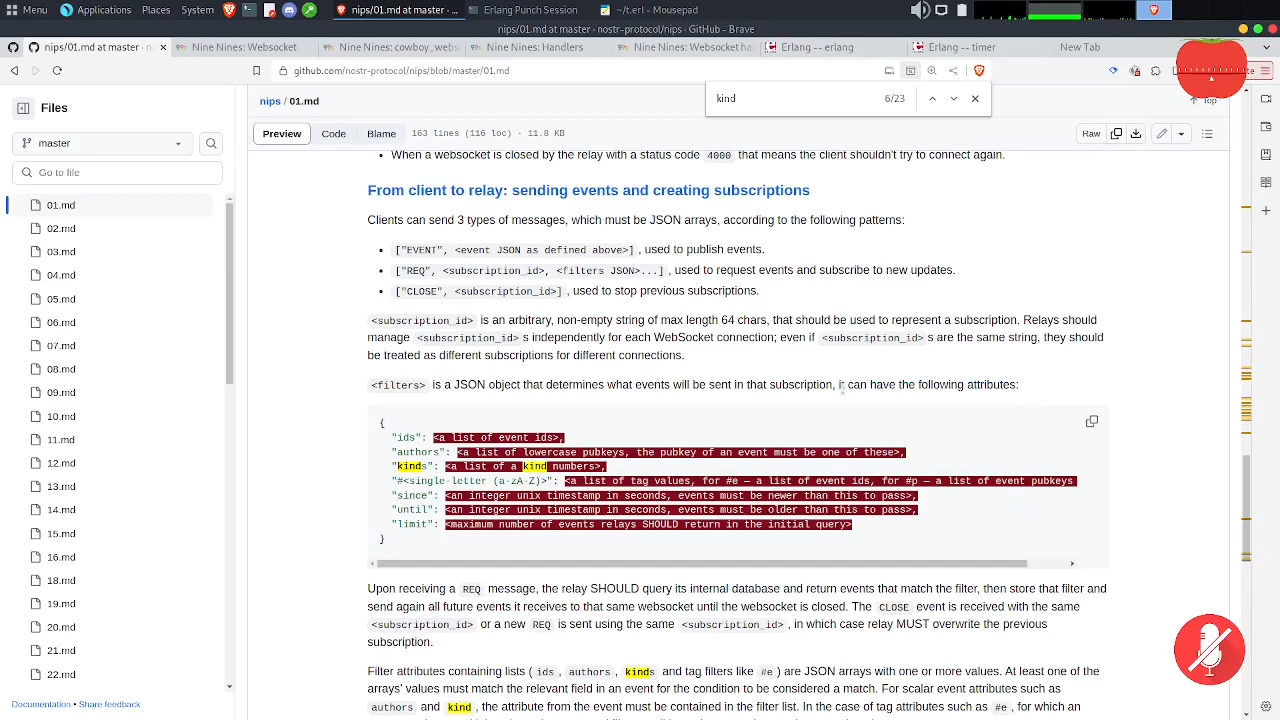 Menu Applications Places System nips/01.md at master - ... Erlang Punch Session ~/t.erl - Mousepad
nips/01.md at master · nostr-protocol/nips · GitHub - Brave
nips/01.md at master · n Nine Nines: Websocket Nine Nines: cowboy_webs Nine Nines: Handlers Nine Nines: Websocket ha Erlang -- erlang Erlang -- timer New Tab
github.com/nostr-protocol/nips/blob/master/01.md
kind 6/23
Files
nips / 01.md
Top
master
Preview Code Blame 163 lines (116 loc) · 11.8 KB Raw
Go to file
When a websocket is closed by the relay with a status code 4000 that means the client shouldn't try to connect again.
From client to relay: sending events and creating subscriptions
Clients can send 3 types of messages, which must be JSON arrays, according to the following patterns:
• ["EVENT", <event JSON as defined above>] , used to publish events.
• ["REQ", <subscription_id>, <filters JSON>...] , used to request events and subscribe to new updates.
• ["CLOSE", <subscription_id>] , used to stop previous subscriptions.
<subscription_id> is an arbitrary, non-empty string of max length 64 chars, that should be used to represent a subscription. Relays should
manage <subscription_id> s independently for each WebSocket connection; even if <subscription_id> s are the same string, they should
be treated as different subscriptions for different connections.
<filters> is a JSON object that determines what events will be sent in that subscription, it can have the following attributes:
{
"ids": <a list of event ids>,
"authors": <a list of lowercase pubkeys, the pubkey of an event must be one of these>,
"kinds": <a list of a kind numbers>,
"#<single-letter (a-zA-Z)>": <a list of tag values, for #e — a list of event ids, for #p — a list of event pubkeys
"since": <an integer unix timestamp in seconds, events must be newer than this to pass>,
"until": <an integer unix timestamp in seconds, events must be older than this to pass>,
"limit": <maximum number of events relays SHOULD return in the initial query>
}
Upon receiving a REQ message, the relay SHOULD query its internal database and return events that match the filter, then store that filter and
send again all future events it receives to that same websocket until the websocket is closed. The CLOSE event is received with the same
<subscription_id> or a new REQ is sent using the same <subscription_id> , in which case relay MUST overwrite the previous
subscription.
Filter attributes containing lists ( ids , authors , kinds and tag filters like #e ) are JSON arrays with one or more values. At least one of the
arrays' values must match the relevant field in an event for the condition to be considered a match. For scalar event attributes such as
authors and kind , the attribute from the event must be contained in the filter list. In the case of tag attributes such as #e , for which an
01.md
02.md
03.md
04.md
05.md
06.md
07.md
08.md
09.md
10.md
11.md
12.md
13.md
14.md
15.md
16.md
18.md
19.md
20.md
21.md
22.md
Documentation • Share feedback